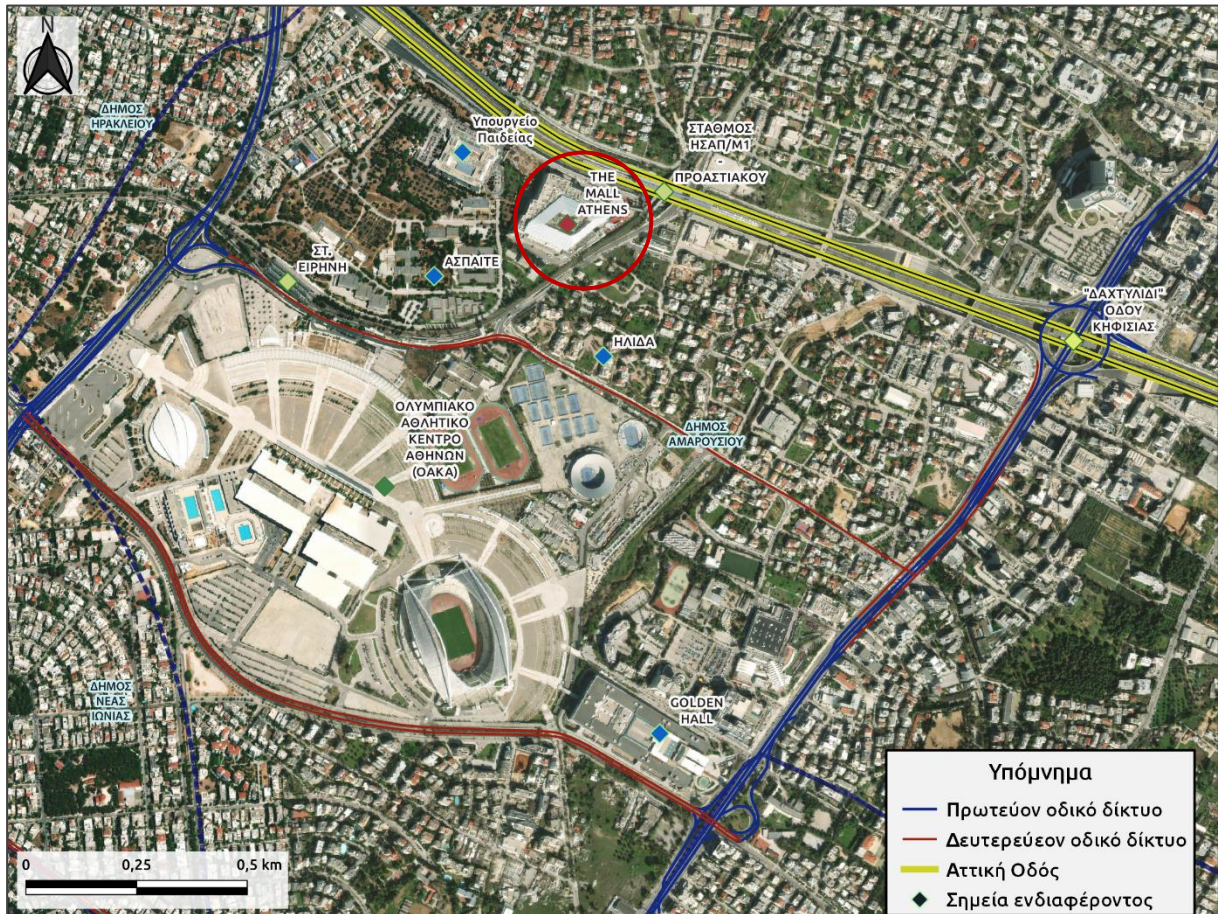 N
ΔΗΜΟΣ
ΗΡΑΚΛΕΙΟΥ
Υπουργείο
Παιδείας
ΣΤΑΘΜΟΣ
ΗΣΑΠ/Μ1
-
ΠΡΟΑΣΤΙΑΚΟΥ
THE
MALL
ATHENS
ΣΤ.
ΕΙΡΗΝΗ
ΑΣΠΑΙΤΕ
"ΔΑΧΤΥΛΙΔΙ"
ΟΔΟΥ
ΚΗΦΙΣΙΑΣ
ΗΛΙΔΑ
ΟΛΥΜΠΙΑΚΟ
ΑΘΛΗΤΙΚΟ
ΚΕΝΤΡΟ
ΑΘΗΝΩΝ
(ΟΑΚΑ)
ΔΗΜΟΣ
ΑΜΑΡΟΥΣΙΟΥ
ΔΗΜΟΣ
ΝΕΑΣ
ΙΩΝΙΑΣ
GOLDEN
HALL
Υπόμνημα
Πρωτεύον οδικό δίκτυο
Δευτερεύεον οδικό δίκτυο
Αττική Οδός
Σημεία ενδιαφέροντος
0 0,25 0,5 km